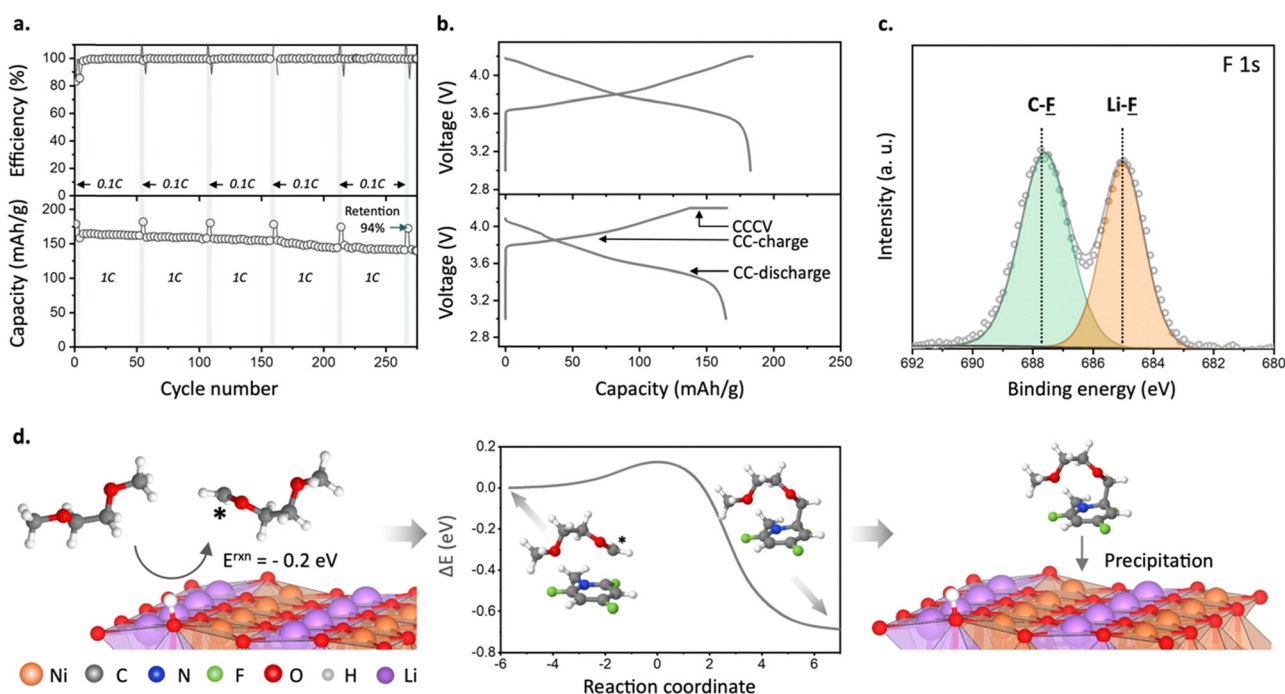 a.
Efficiency (%)
100
80
60
40
20
0
0.1C 0.1C 0.1C 0.1C 0.1C
Capacity (mAh/g)
200
150
100
50
0
Retention
94%
1C 1C 1C 1C 1C
0 50 100 150 200 250
Cycle number
b.
Voltage (V)
4.0
3.6
3.2
2.8
Voltage (V)
4.0
3.6
3.2
2.8
CCCV
CC-charge
CC-discharge
0 50 100 150 200 250
Capacity (mAh/g)
c.
F 1s
C-F
Li-F
Intensity (a. u.)
692 690 688 686 684 682 680
Binding energy (eV)
d.
*
E^rxn = - 0.2 eV
ΔE (eV)
0.2
0.0
-0.2
-0.4
-0.6
-0.8
*
-6 -4 -2 0 2 4 6
Reaction coordinate
Precipitation
Ni C N F O H Li